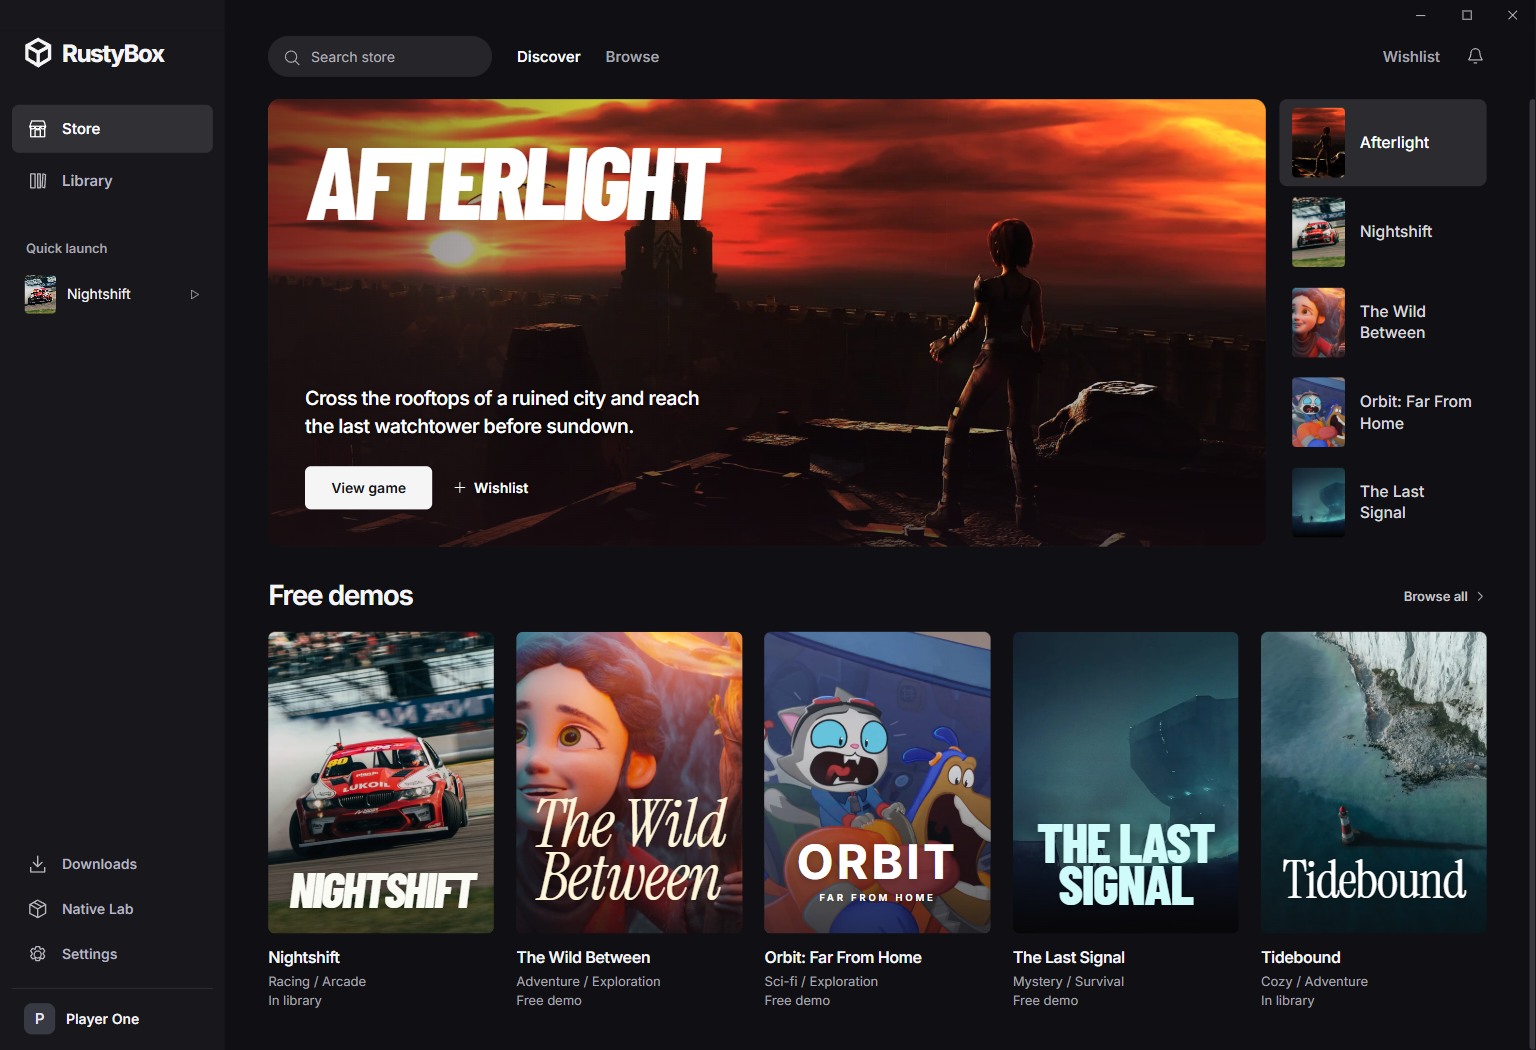 RustyBox
Search store
Discover
Browse
Wishlist
Store
Library
Quick launch
Nightshift
AFTERLIGHT
Cross the rooftops of a ruined city and reach
the last watchtower before sundown.
View game
+ Wishlist
Afterlight
Nightshift
The Wild
Between
Orbit: Far From
Home
The Last
Signal
Free demos
Browse all
LUKOIL
NIGHTSHIFT
Nightshift
Racing / Arcade
In library
The Wild
Between
The Wild Between
Adventure / Exploration
Free demo
ORBIT
FAR FROM HOME
Orbit: Far From Home
Sci-fi / Exploration
Free demo
THE LAST
SIGNAL
The Last Signal
Mystery / Survival
Free demo
Tidebound
Tidebound
Cozy / Adventure
In library
Downloads
Native Lab
Settings
P
Player One